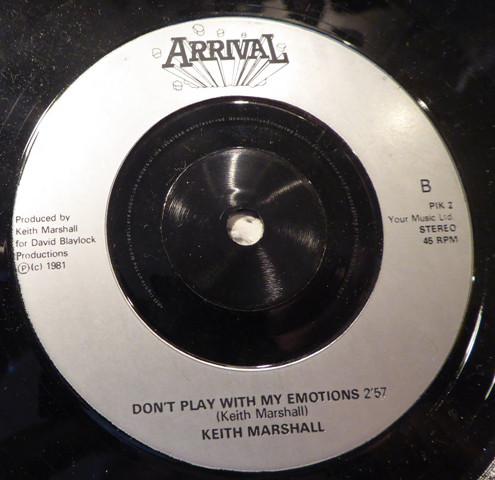 ARRIVAL
Produced by
Keith Marshall
for David Blaylock
Productions
Ⓟ(c) 1981
B
PIK 2
Your Music Ltd.
STEREO
45 RPM
DON'T PLAY WITH MY EMOTIONS 2'57
(Keith Marshall)
KEITH MARSHALL